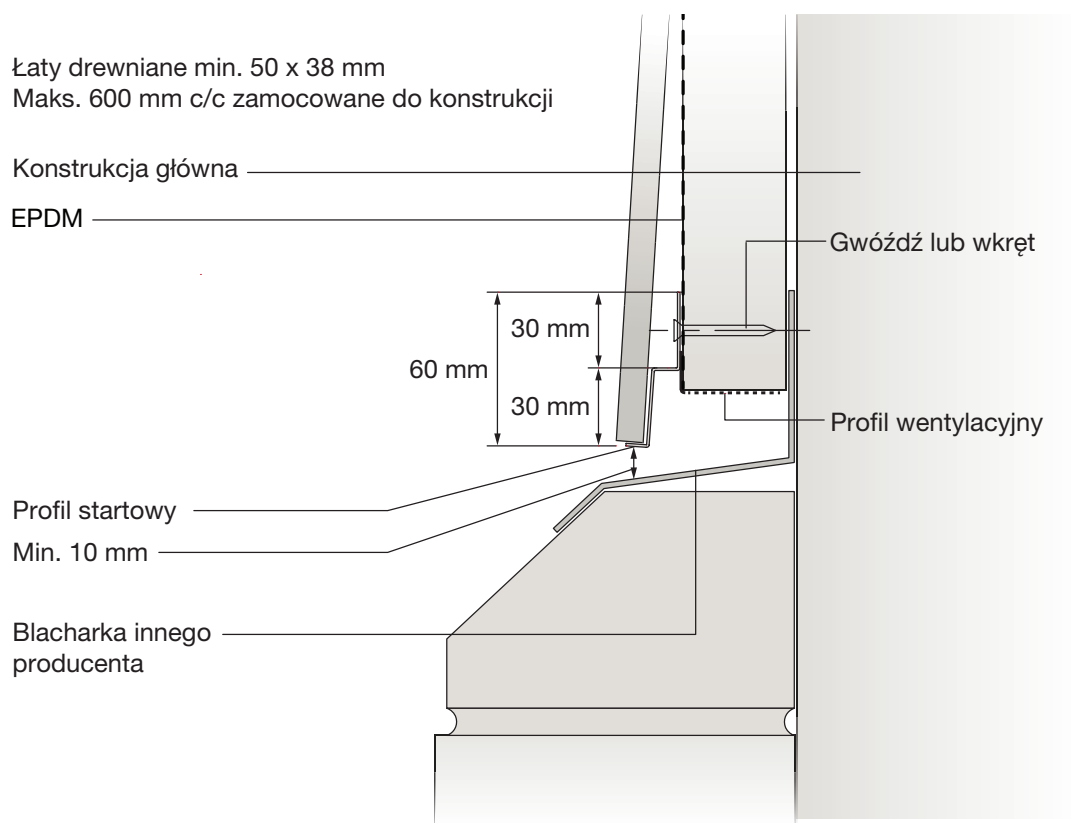 Łaty drewniane min. 50 x 38 mm
Maks. 600 mm c/c zamocowane do konstrukcji
Konstrukcja główna
EPDM
Gwóźdź lub wkręt
30 mm
60 mm
30 mm
Profil wentylacyjny
Profil startowy
Min. 10 mm
Blacharka innego
producenta